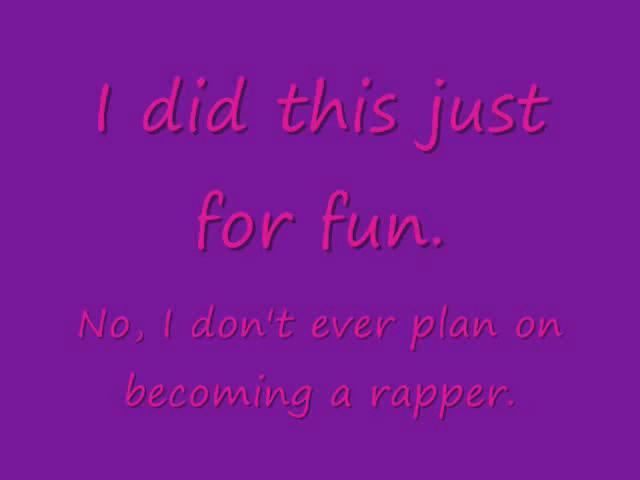 I did this just
for fun.
No, I don't ever plan on
becoming a rapper.